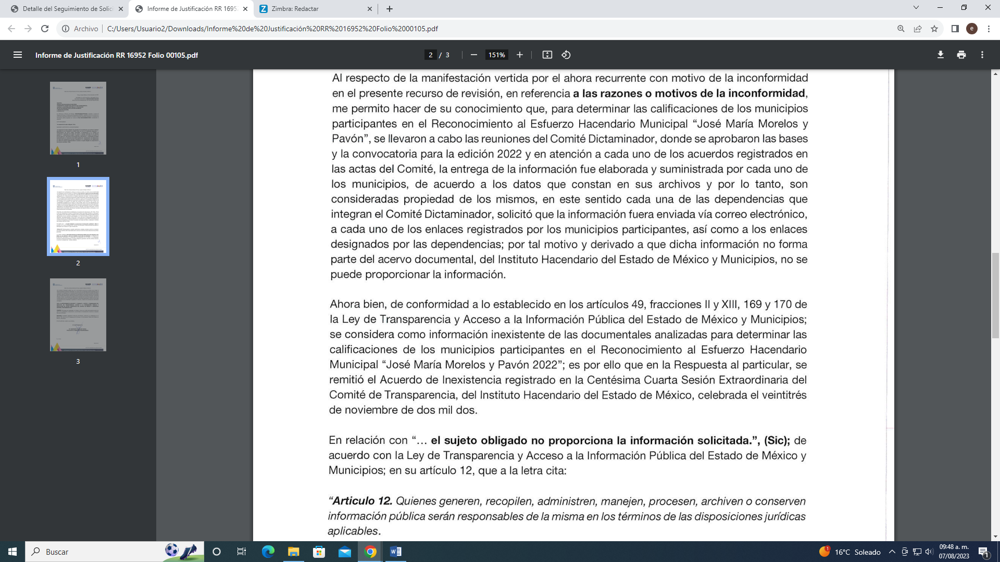 Detalle del Seguimiento de Solici
Informe de Justificación RR 1695
Zimbra: Redactar
Archivo
C:/Users/Usuario2/Downloads/Informe%20de%20Justificación%20RR%2016952%20Folio%2000105.pdf
e
Informe de Justificación RR 16952 Folio 00105.pdf
2 / 3
151%
1
2
3
Al respecto de la manifestación vertida por el ahora recurrente con motivo de la inconformidad
en el presente recurso de revisión, en referencia a las razones o motivos de la inconformidad,
me permito hacer de su conocimiento que, para determinar las calificaciones de los municipios
participantes en el Reconocimiento al Esfuerzo Hacendario Municipal “José María Morelos y
Pavón”, se llevaron a cabo las reuniones del Comité Dictaminador, donde se aprobaron las bases
y la convocatoria para la edición 2022 y en atención a cada uno de los acuerdos registrados en
las actas del Comité, la entrega de la información fue elaborada y suministrada por cada uno de
los municipios, de acuerdo a los datos que constan en sus archivos y por lo tanto, son
consideradas propiedad de los mismos, en este sentido cada una de las dependencias que
integran el Comité Dictaminador, solicitó que la información fuera enviada vía correo electrónico,
a cada uno de los enlaces registrados por los municipios participantes, así como a los enlaces
designados por las dependencias; por tal motivo y derivado a que dicha información no forma
parte del acervo documental, del Instituto Hacendario del Estado de México y Municipios, no se
puede proporcionar la información.
Ahora bien, de conformidad a lo establecido en los artículos 49, fracciones II y XIII, 169 y 170 de
la Ley de Transparencia y Acceso a la Información Pública del Estado de México y Municipios;
se considera como información inexistente de las documentales analizadas para determinar las
calificaciones de los municipios participantes en el Reconocimiento al Esfuerzo Hacendario
Municipal “José María Morelos y Pavón 2022”; es por ello que en la Respuesta al particular, se
remitió el Acuerdo de Inexistencia registrado en la Centésima Cuarta Sesión Extraordinaria del
Comité de Transparencia, del Instituto Hacendario del Estado de México, celebrada el veintitrés
de noviembre de dos mil dos.
En relación con “… el sujeto obligado no proporciona la información solicitada.”, (Sic); de
acuerdo con la Ley de Transparencia y Acceso a la Información Pública del Estado de México y
Municipios; en su artículo 12, que a la letra cita:
“Articulo 12. Quienes generen, recopilen, administren, manejen, procesen, archiven o conserven
información pública serán responsables de la misma en los términos de las disposiciones jurídicas
aplicables.
Buscar
1
16°C Soleado
09:48 a. m.
07/08/2023
1